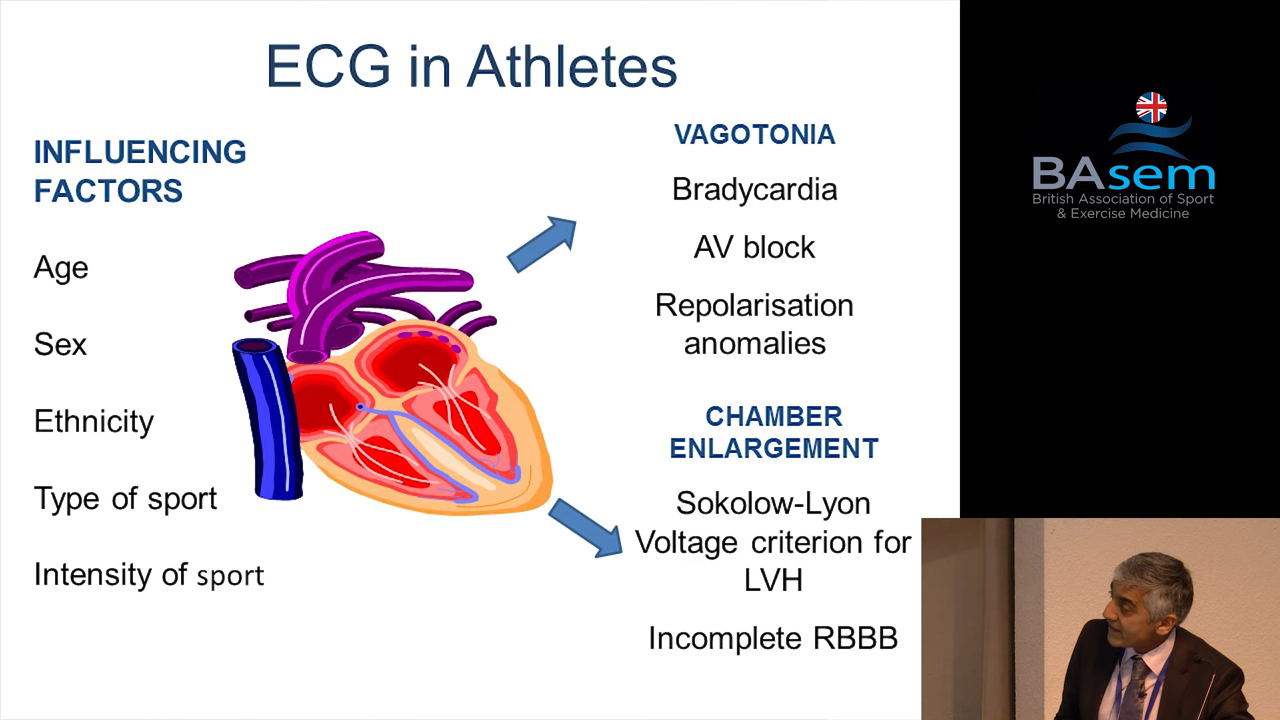 ECG in Athletes
INFLUENCING
FACTORS
Age
Sex
Ethnicity
Type of sport
Intensity of sport
VAGOTONIA
Bradycardia
AV block
Repolarisation
anomalies
CHAMBER
ENLARGEMENT
Sokolow-Lyon
Voltage criterion for
LVH
Incomplete RBBB
BAsem
British Association of Sport
& Exercise Medicine